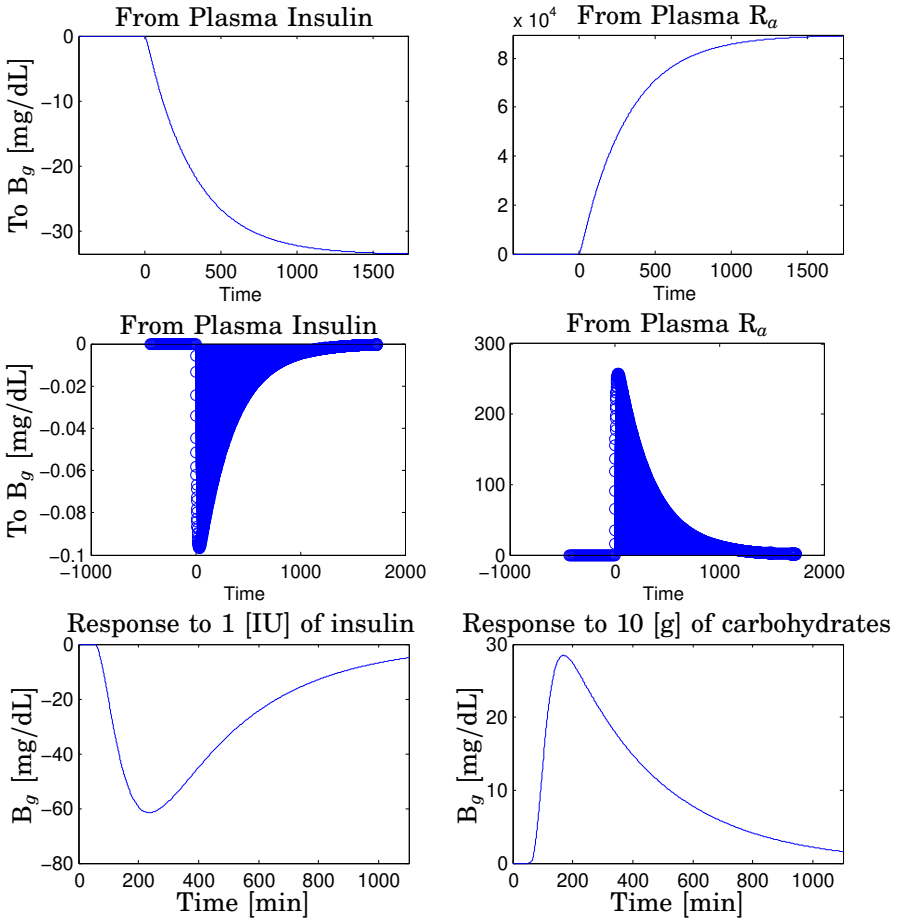 From Plasma Insulin
To B_g [mg/dL]
0
−10
−20
−30
0 500 1000 1500
Time
From Plasma R_a
x 10^4
8
6
4
2
0
0 500 1000 1500
Time
From Plasma Insulin
To B_g [mg/dL]
0
−0.02
−0.04
−0.06
−0.08
−0.1
−1000 0 1000 2000
Time
From Plasma R_a
300
200
100
0
−1000 0 1000 2000
Time
Response to 1 [IU] of insulin
B_g [mg/dL]
0
−20
−40
−60
−80
0 200 400 600 800 1000
Time [min]
Response to 10 [g] of carbohydrates
B_g [mg/dL]
30
20
10
0
0 200 400 600 800 1000
Time [min]